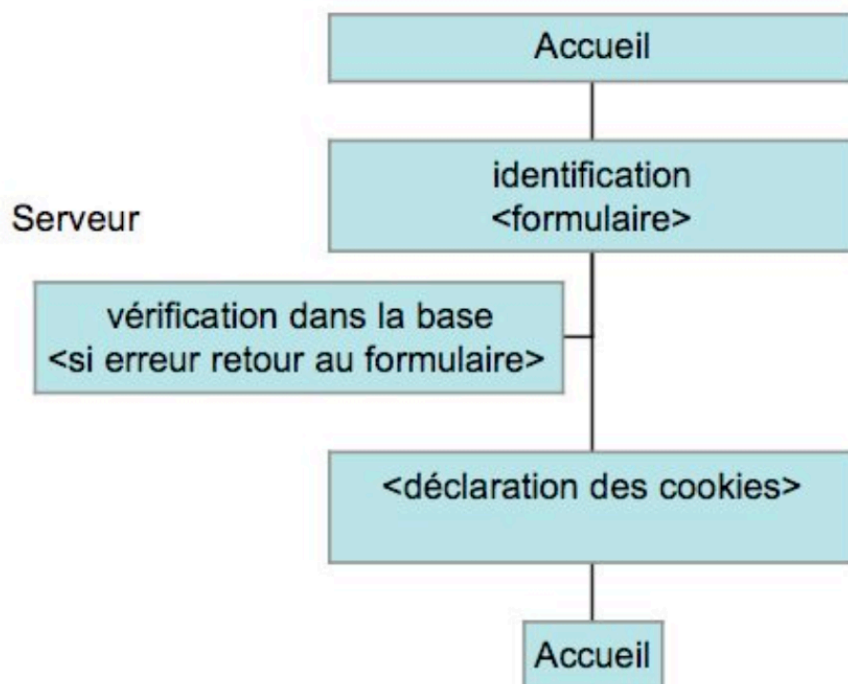 Accueil
identification
<formulaire>
Serveur
vérification dans la base
<si erreur retour au formulaire>
<déclaration des cookies>
Accueil